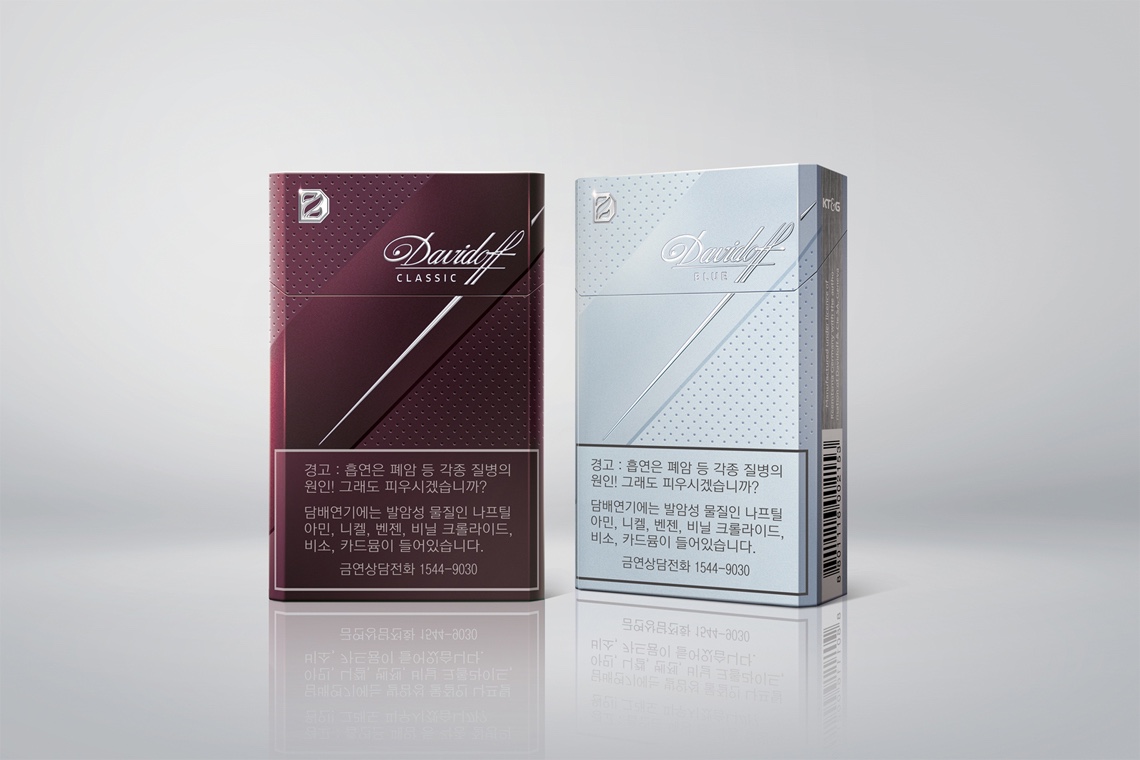 Davidoff
CLASSIC
경고 : 흡연은 폐암 등 각종 질병의
원인! 그래도 피우시겠습니까?
담배연기에는 발암성 물질인 나프틸
아민, 니켈, 벤젠, 비닐 크롤라이드,
비소, 카드뮴이 들어있습니다.
금연상담전화 1544-9030
Davidoff
BLUE
경고 : 흡연은 폐암 등 각종 질병의
원인! 그래도 피우시겠습니까?
담배연기에는 발암성 물질인 나프틸
아민, 니켈, 벤젠, 비닐 크롤라이드,
비소, 카드뮴이 들어있습니다.
금연상담전화 1544-9030
KT&G
Manufactured under licence of